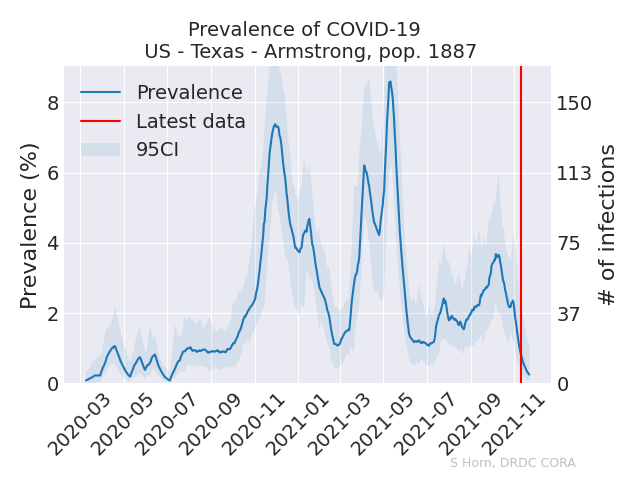 Prevalence of COVID-19
US - Texas - Armstrong, pop. 1887
Prevalence
Latest data
95CI
Prevalence (%)
8
6
4
2
0
150
113
75
37
0
# of infections
2020-03
2020-05
2020-07
2020-09
2020-11
2021-01
2021-03
2021-05
2021-07
2021-09
2021-11
S Horn, DRDC CORA